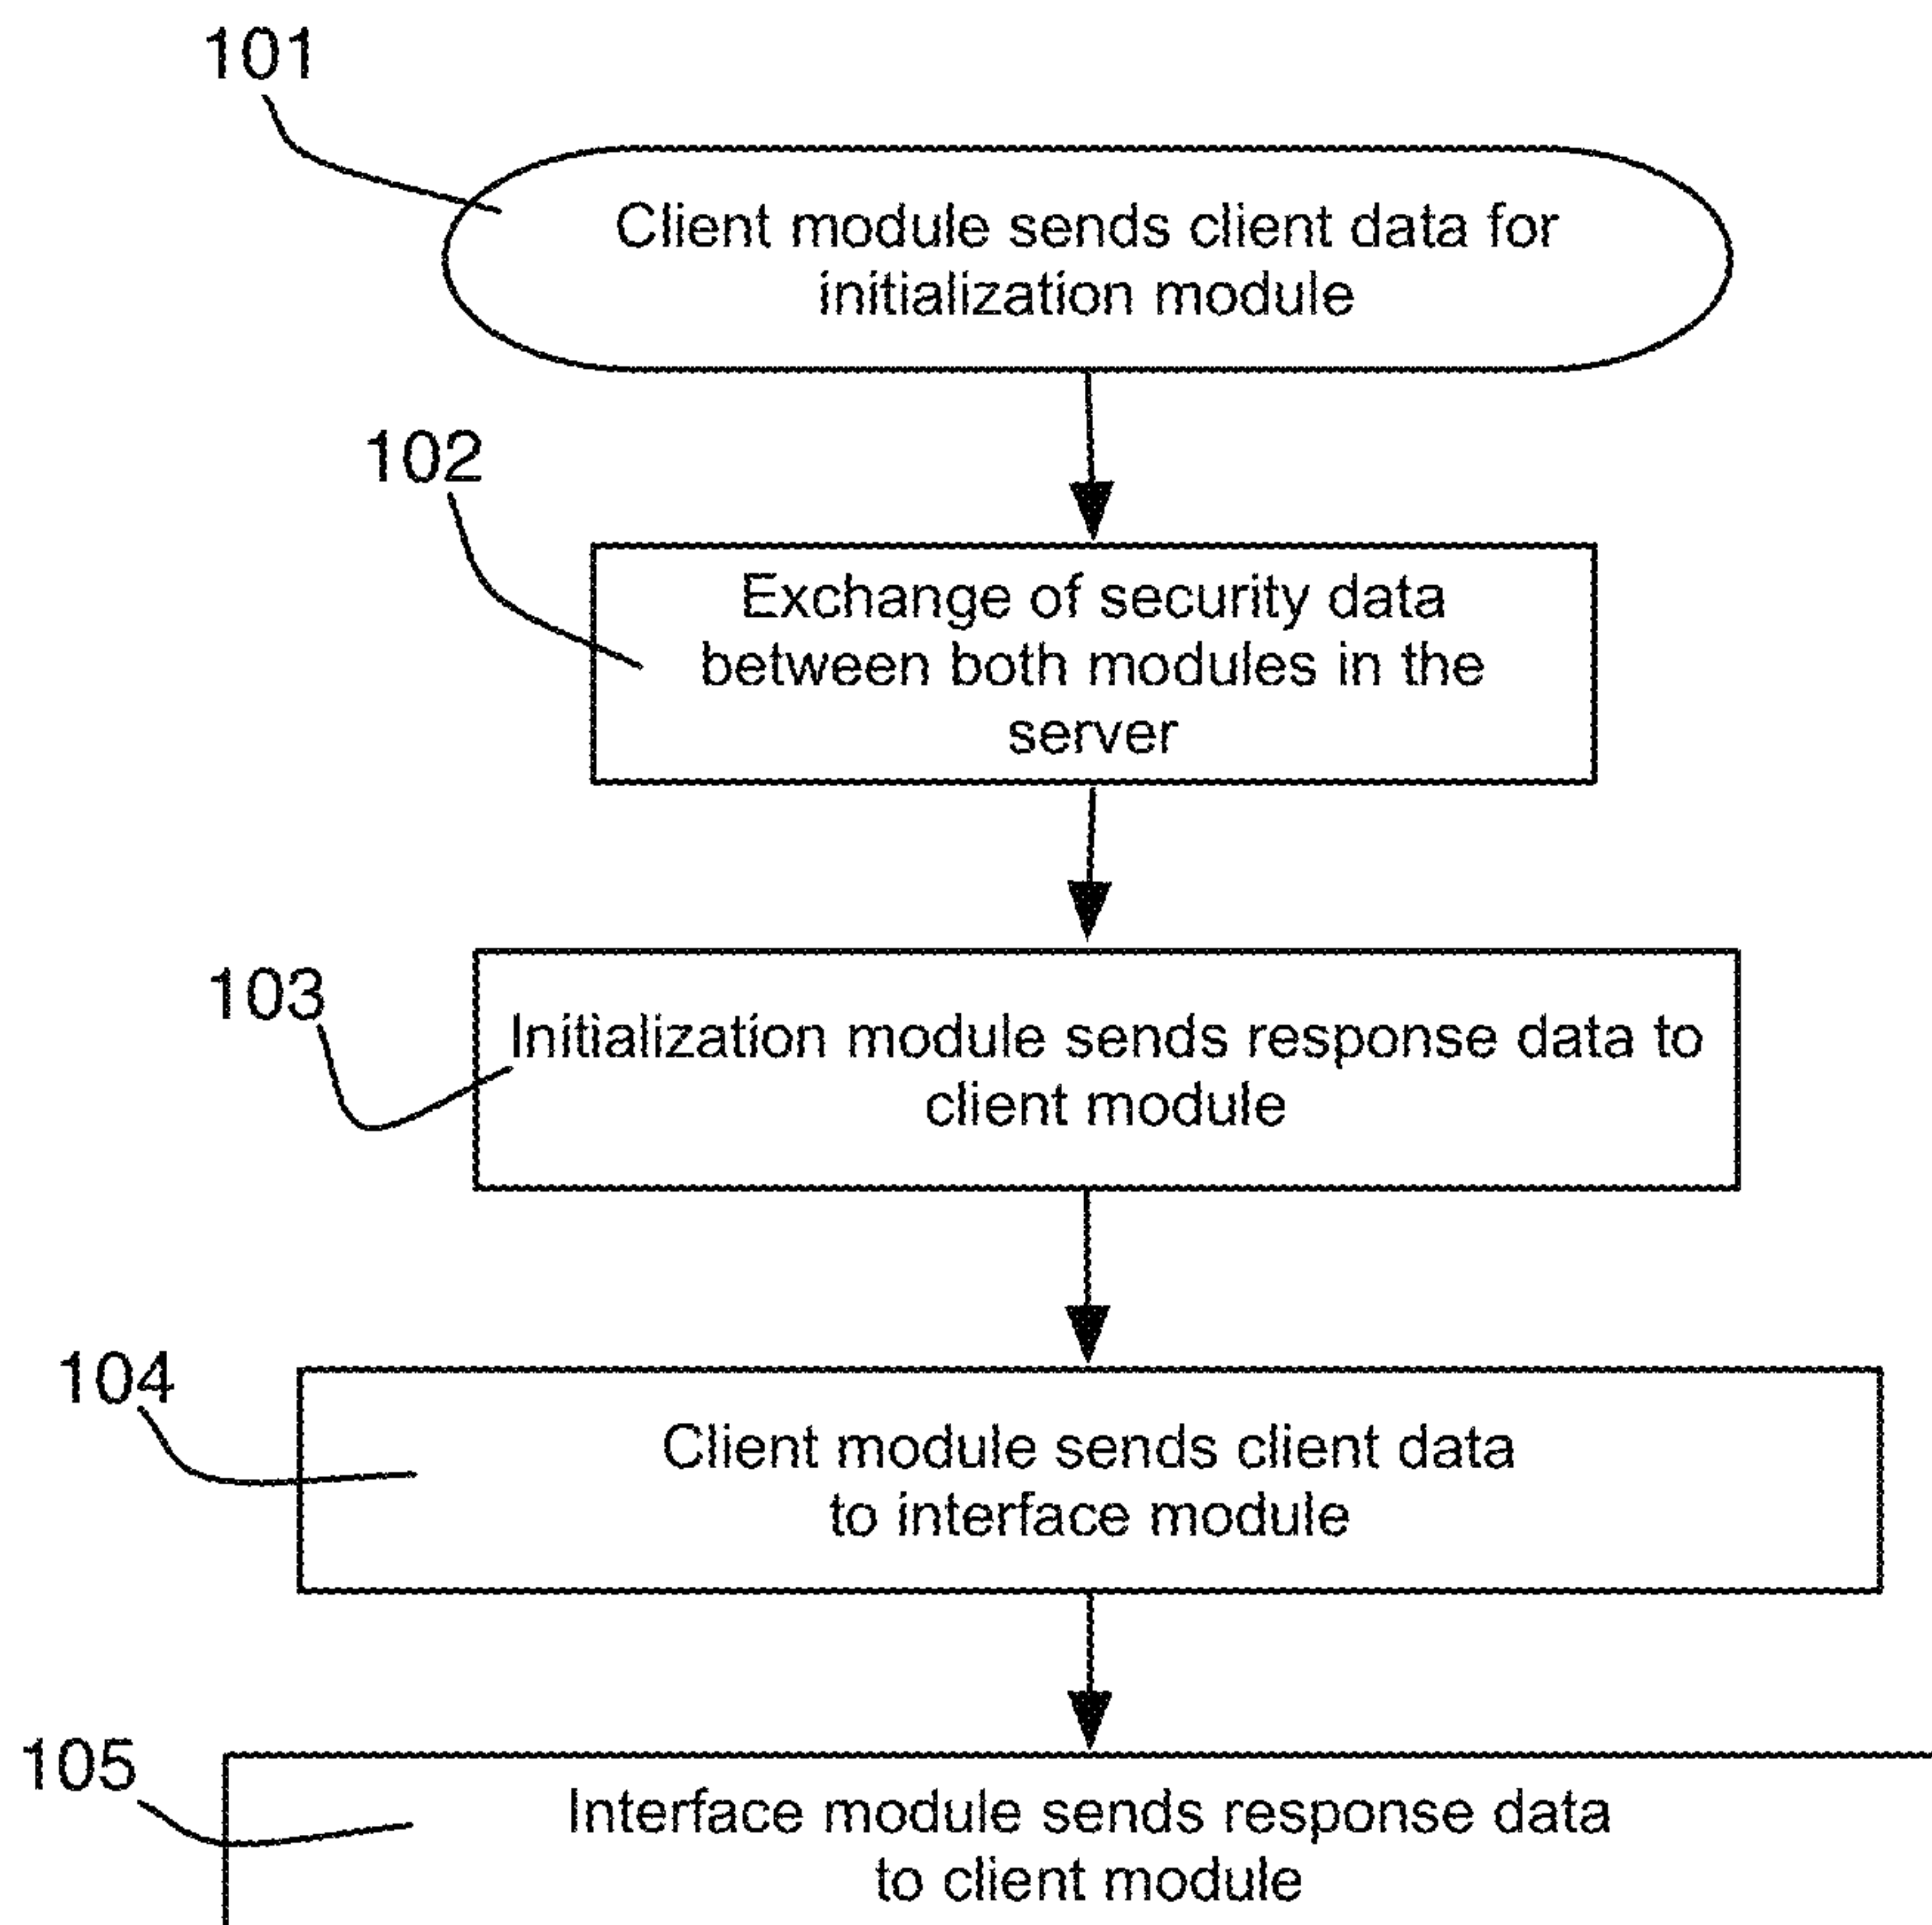 101
Client module sends client data for
initialization module
102
Exchange of security data
between both modules in the
server
103
Initialization module sends response data to
client module
104
Client module sends client data
to interface module
105
Interface module sends response data
to client module